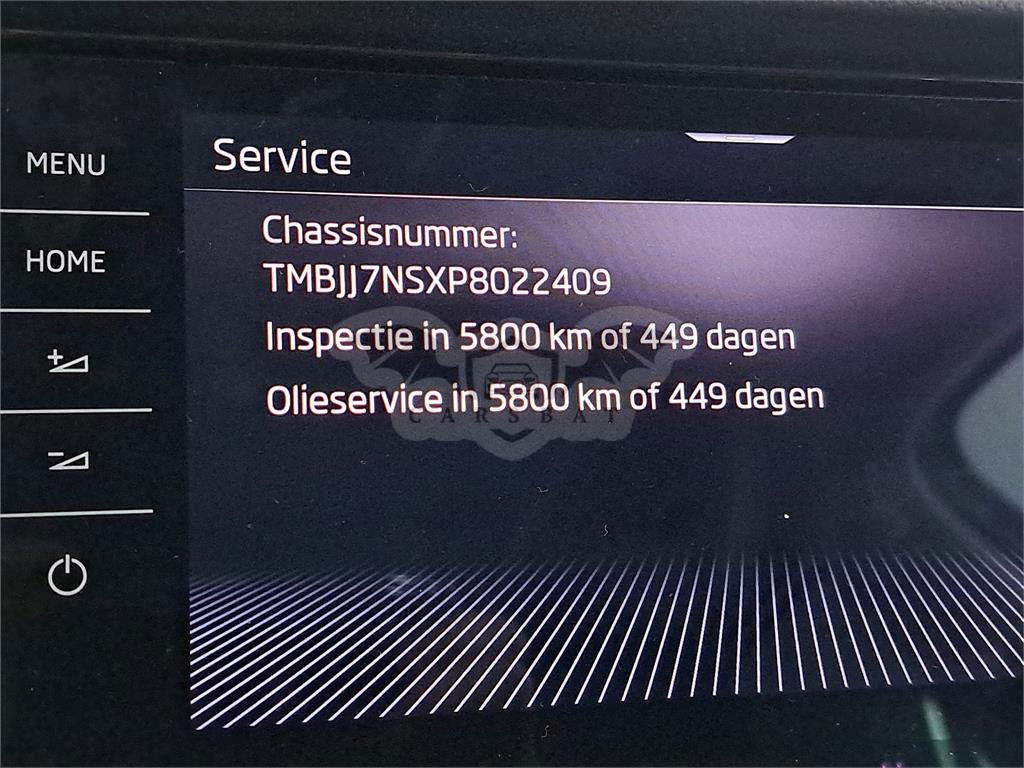 Service
MENU
HOME
Chassisnummer:
TMBJJ7NSXP8022409
Inspectie in 5800 km of 449 dagen
Olieservice in 5800 km of 449 dagen
CARSBAT